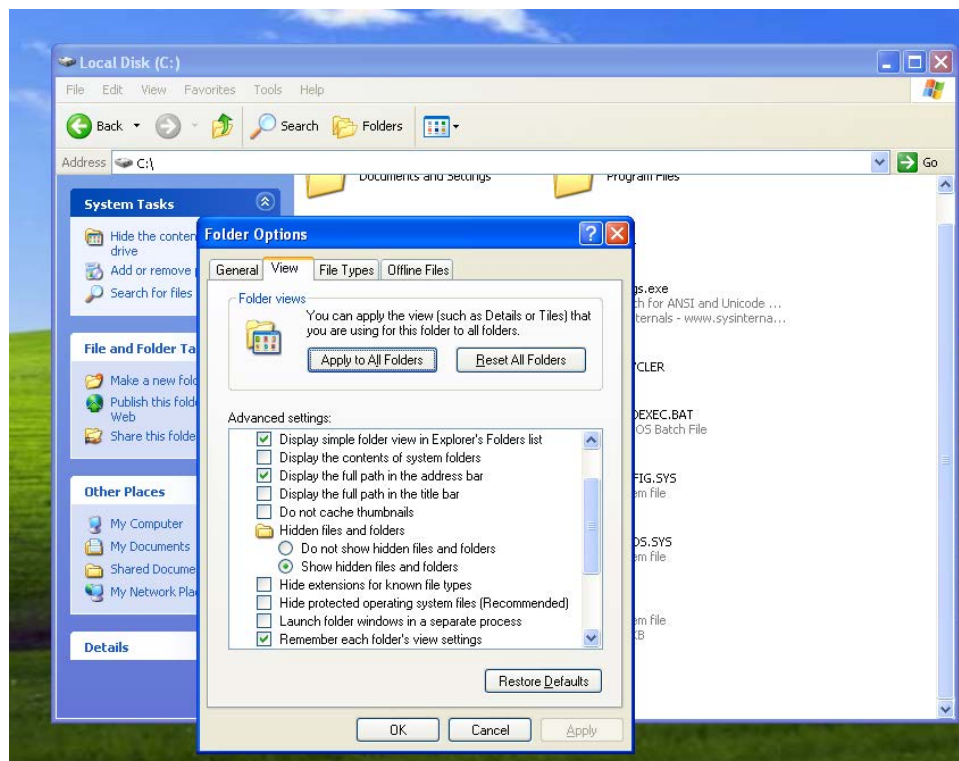 Local Disk (C:)
File Edit View Favorites Tools Help
Back Search Folders
Address C:\ Go
Documents and Settings Program Files
System Tasks
Hide the conten
drive
Add or remove
Search for files
File and Folder Ta
Make a new fold
Publish this folde
Web
Share this folde
Other Places
My Computer
My Documents
Shared Docume
My Network Pla
Details
Folder Options
General View File Types Offline Files
Folder views
You can apply the view (such as Details or Tiles) that
you are using for this folder to all folders.
Apply to All Folders Reset All Folders
Advanced settings:
Display simple folder view in Explorer's Folders list
Display the contents of system folders
Display the full path in the address bar
Display the full path in the title bar
Do not cache thumbnails
Hidden files and folders
Do not show hidden files and folders
Show hidden files and folders
Hide extensions for known file types
Hide protected operating system files (Recommended)
Launch folder windows in a separate process
Remember each folder's view settings
Restore Defaults
OK Cancel Apply
gs.exe
ch for ANSI and Unicode ...
ternals - www.sysinterna...
CLER
DEXEC.BAT
OS Batch File
FIG.SYS
em file
OS.SYS
em file
em file
KB